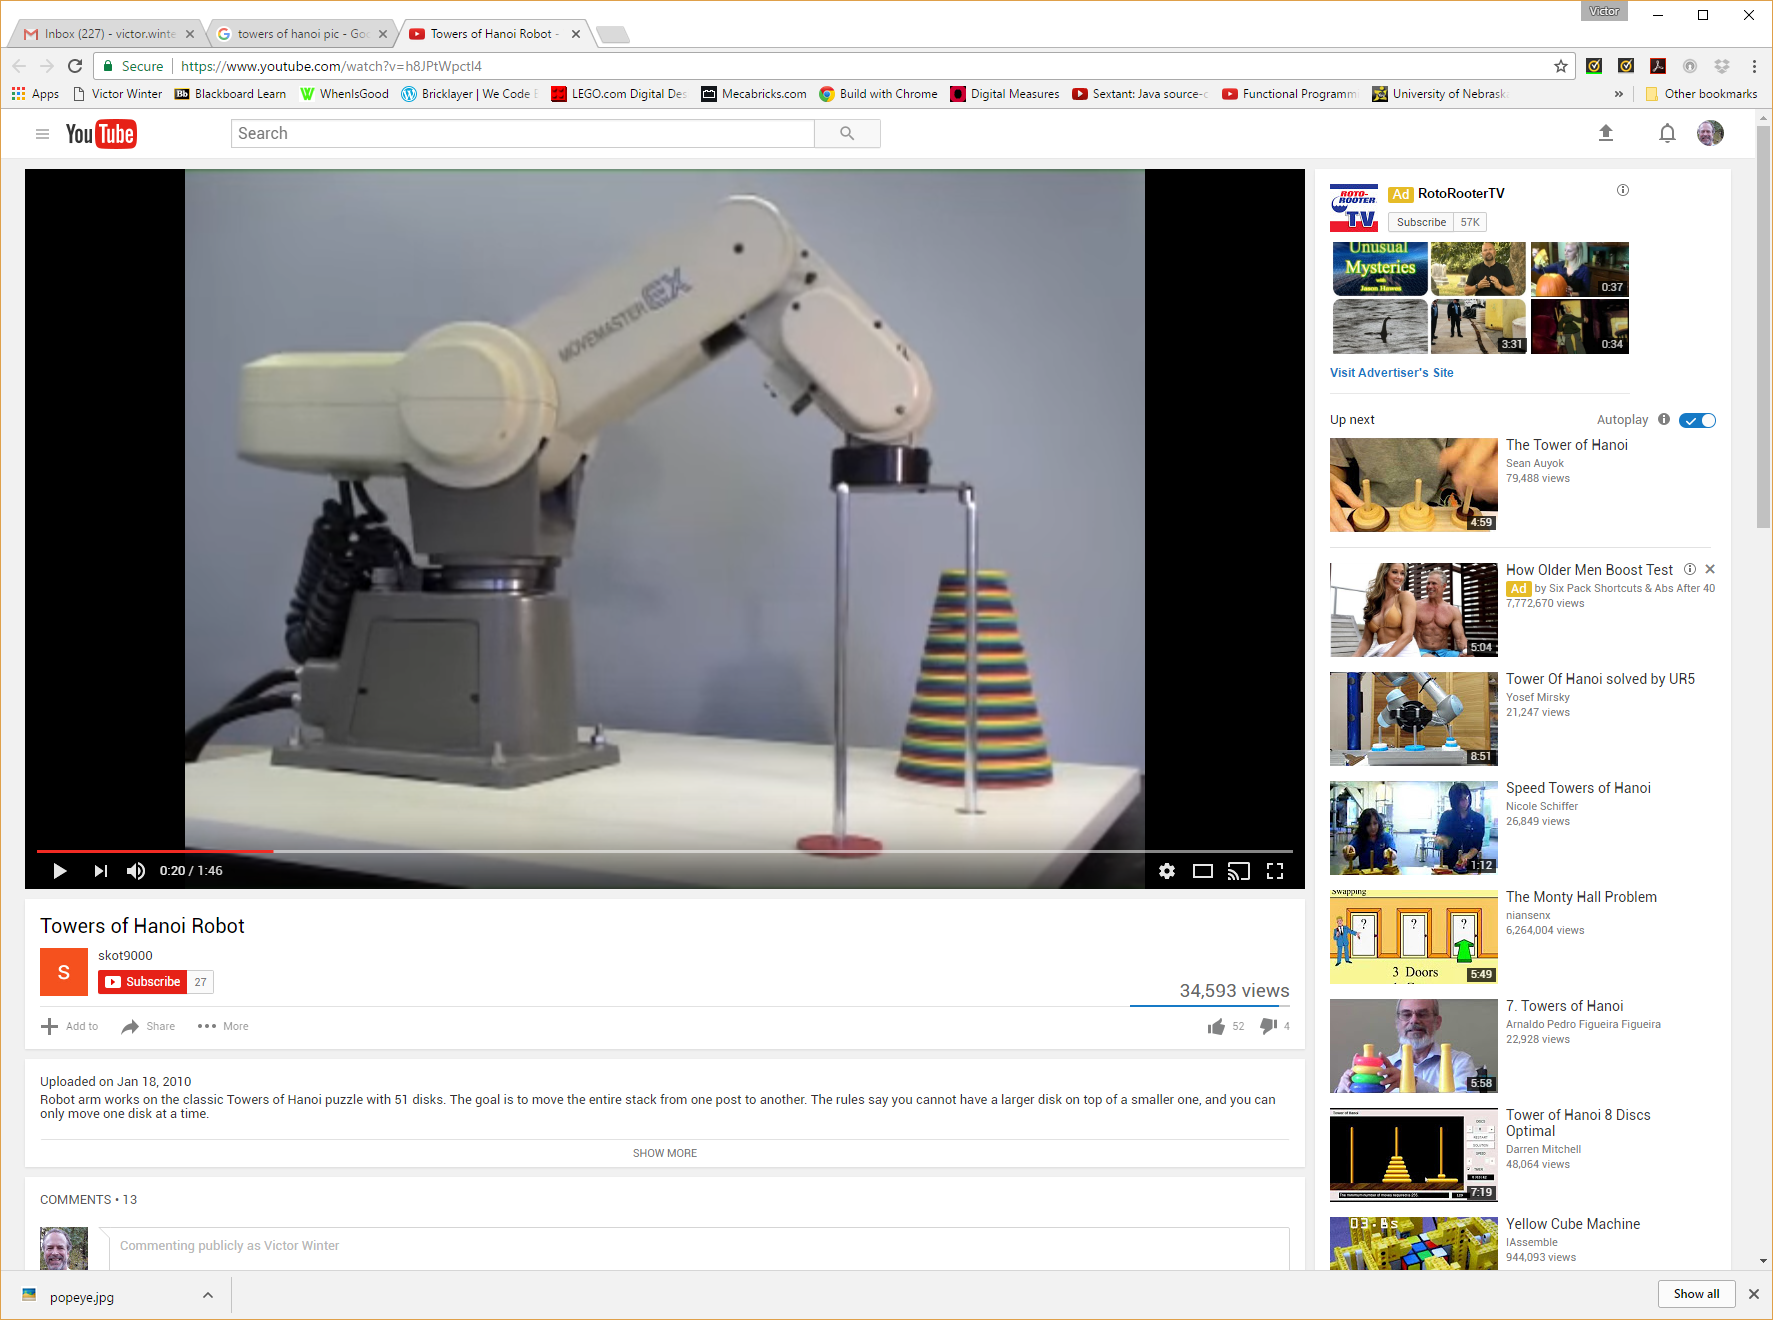 Victor
Inbox (227) - victor.winte
towers of hanoi pic - Goo
Towers of Hanoi Robot -
Secure
https://www.youtube.com/watch?v=h8JPtWpctI4
Apps
Victor Winter
Bb Blackboard Learn
WhenIsGood
Bricklayer | We Code
LEGO.com Digital Des
Mecabricks.com
Build with Chrome
Digital Measures
Sextant: Java source-c
Functional Programm
University of Nebrask
»
Other bookmarks
YouTube
Search
MOVEMASTER EX
0:20 / 1:46
Towers of Hanoi Robot
S
skot9000
Subscribe 27
34,593 views
Add to
Share
More
52
4
Uploaded on Jan 18, 2010
Robot arm works on the classic Towers of Hanoi puzzle with 51 disks. The goal is to move the entire stack from one post to another. The rules say you cannot have a larger disk on top of a smaller one, and you can
only move one disk at a time.
SHOW MORE
COMMENTS • 13
Commenting publicly as Victor Winter
ROTO-
ROOTER
TV
Ad RotoRooterTV
Subscribe 57K
Unusual
Mysteries
with
Jason Hawes
0:37
3:31
0:34
Visit Advertiser's Site
Up next
Autoplay
4:59
The Tower of Hanoi
Sean Auyok
79,488 views
5:04
How Older Men Boost Test
Ad by Six Pack Shortcuts & Abs After 40
7,772,670 views
8:51
Tower Of Hanoi solved by UR5
Yosef Mirsky
21,247 views
1:12
Speed Towers of Hanoi
Nicole Schiffer
26,849 views
Swapping
? ? ?
3 Doors
5:49
The Monty Hall Problem
niansenx
6,264,004 views
5:58
7. Towers of Hanoi
Arnaldo Pedro Figueira Figueira
22,928 views
7:19
Tower of Hanoi 8 Discs
Optimal
Darren Mitchell
48,064 views
03.8s
Yellow Cube Machine
IAssemble
944,093 views
popeye.jpg
Show all